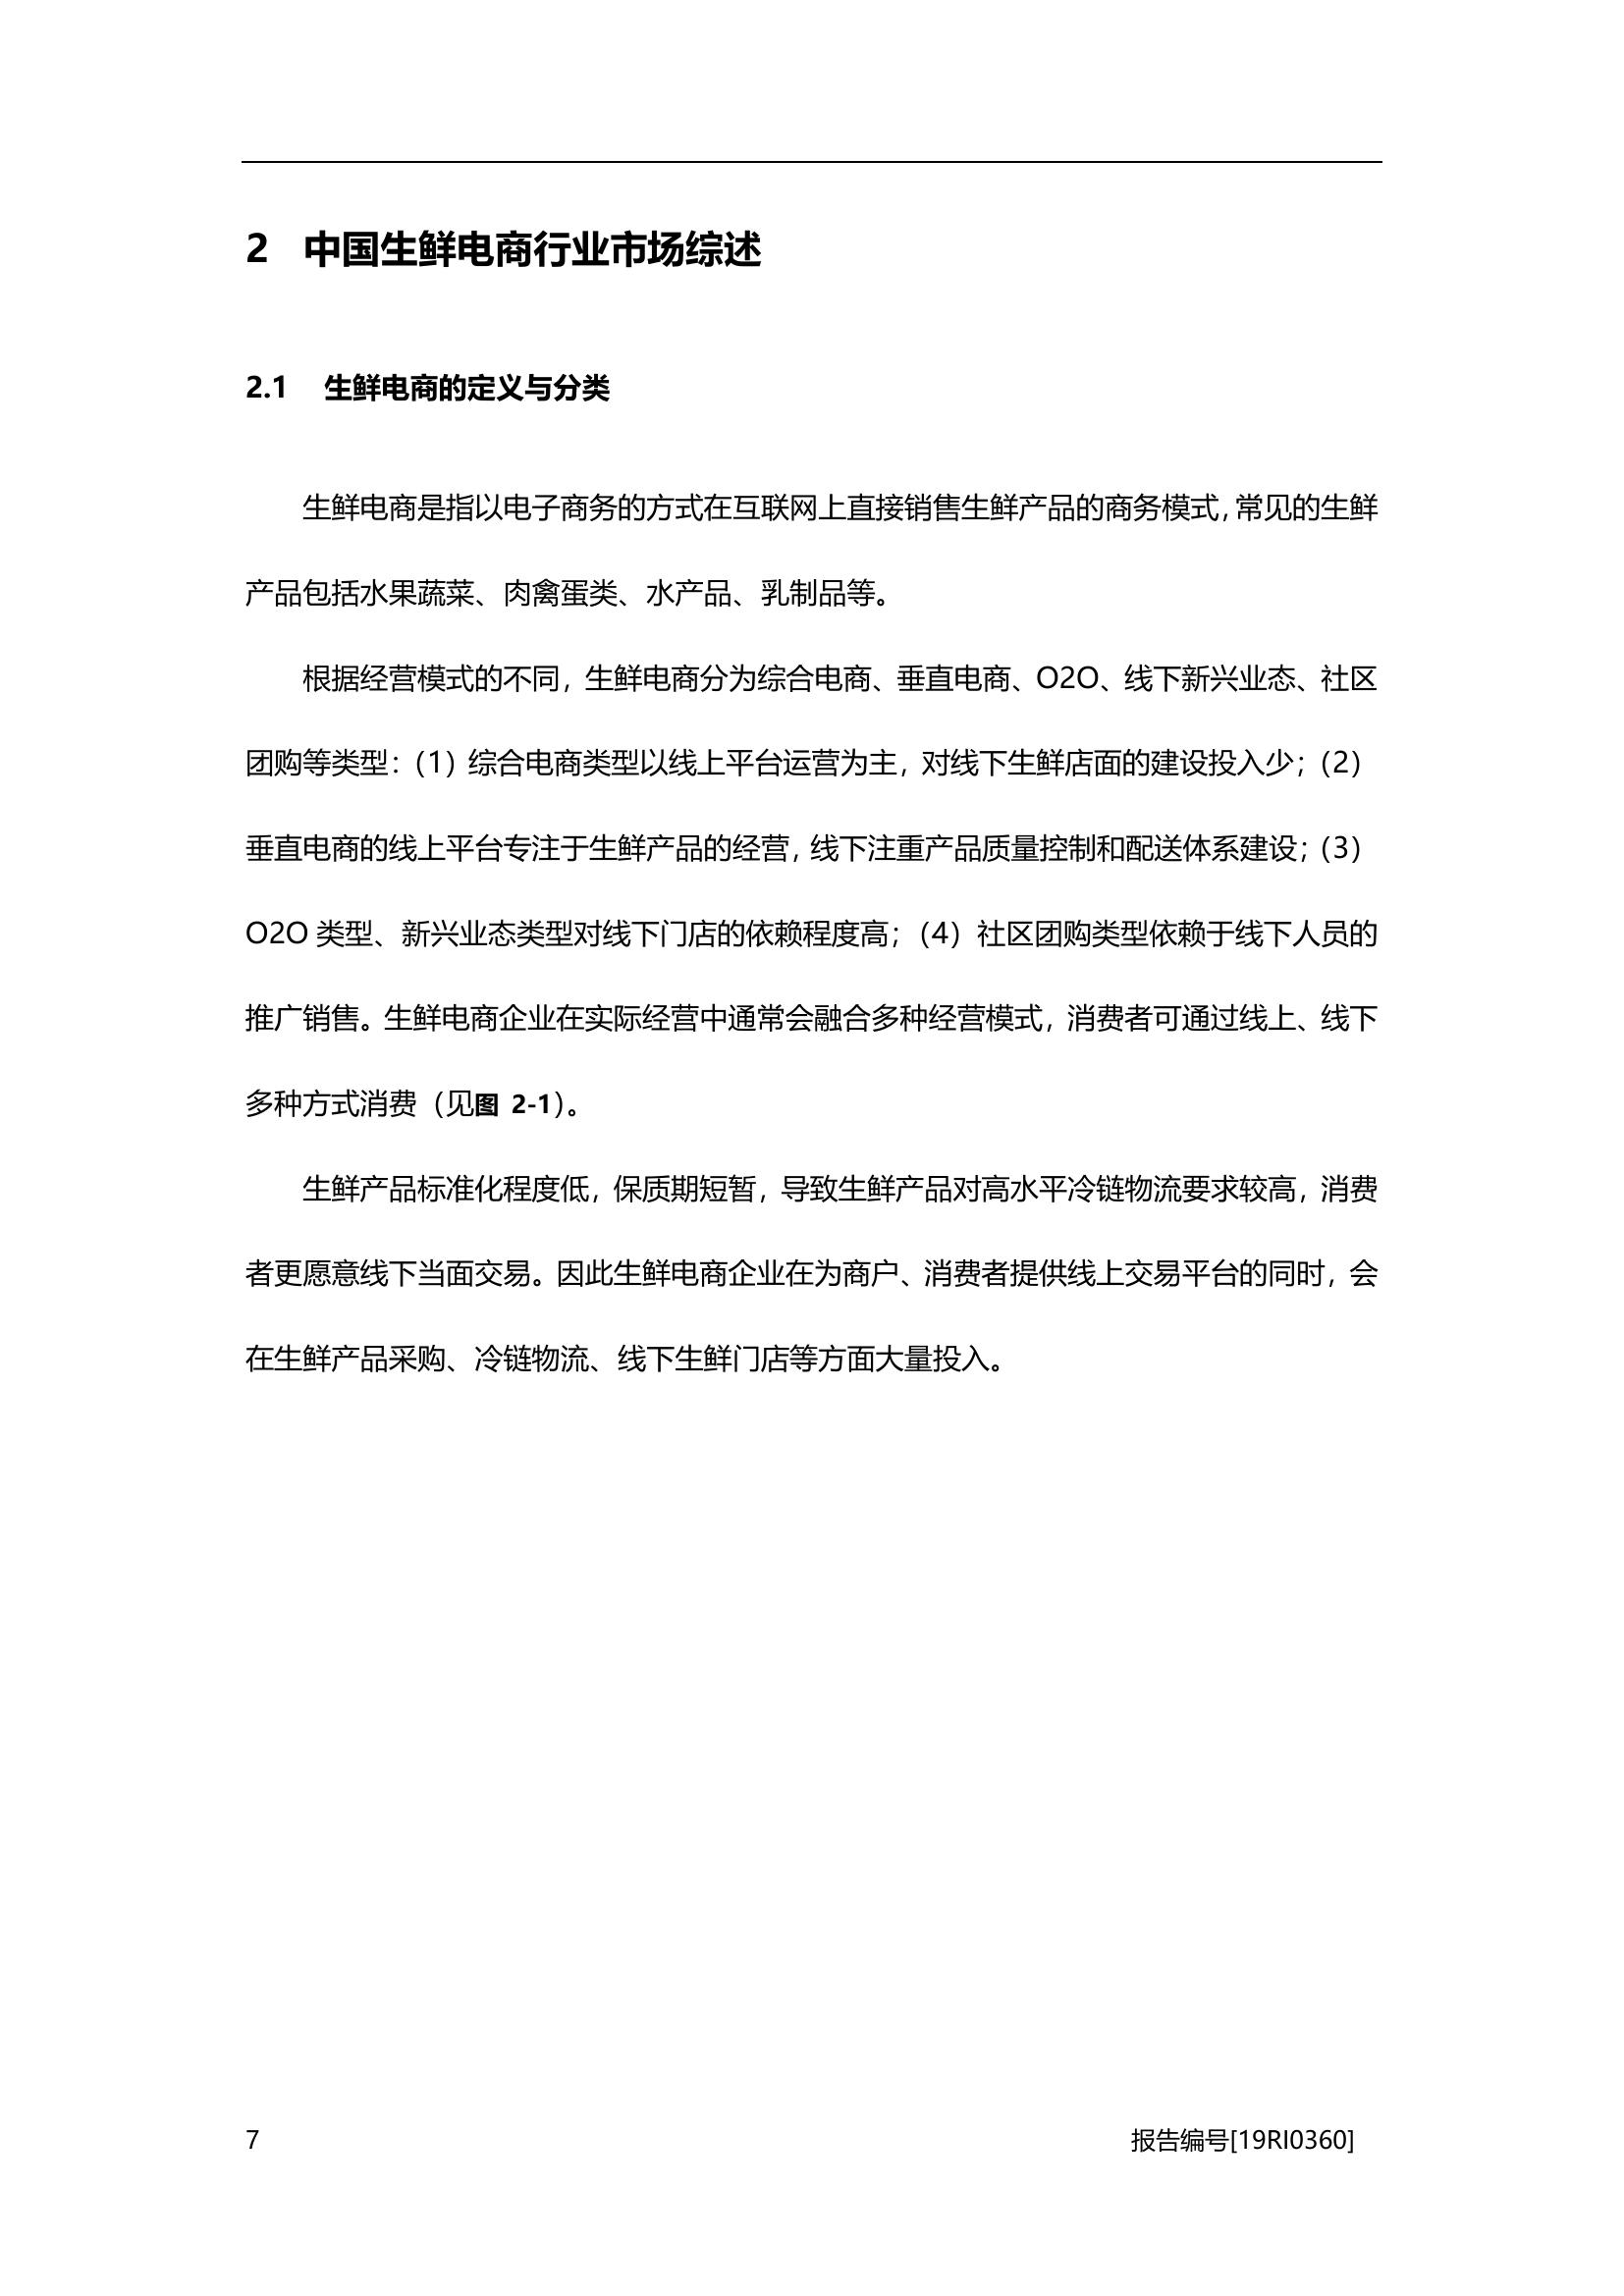 2 中国生鲜电商行业市场综述
2.1 生鲜电商的定义与分类
生鲜电商是指以电子商务的方式在互联网上直接销售生鲜产品的商务模式，常见的生鲜
产品包括水果蔬菜、肉禽蛋类、水产品、乳制品等。
根据经营模式的不同，生鲜电商分为综合电商、垂直电商、O2O、线下新兴业态、社区
团购等类型：（1）综合电商类型以线上平台运营为主，对线下生鲜店面的建设投入少；（2）
垂直电商的线上平台专注于生鲜产品的经营，线下注重产品质量控制和配送体系建设；（3）
O2O 类型、新兴业态类型对线下门店的依赖程度高；（4）社区团购类型依赖于线下人员的
推广销售。生鲜电商企业在实际经营中通常会融合多种经营模式，消费者可通过线上、线下
多种方式消费（见图 2-1）。
生鲜产品标准化程度低，保质期短暂，导致生鲜产品对高水平冷链物流要求较高，消费
者更愿意线下当面交易。因此生鲜电商企业在为商户、消费者提供线上交易平台的同时，会
在生鲜产品采购、冷链物流、线下生鲜门店等方面大量投入。
7 报告编号[19RI0360]